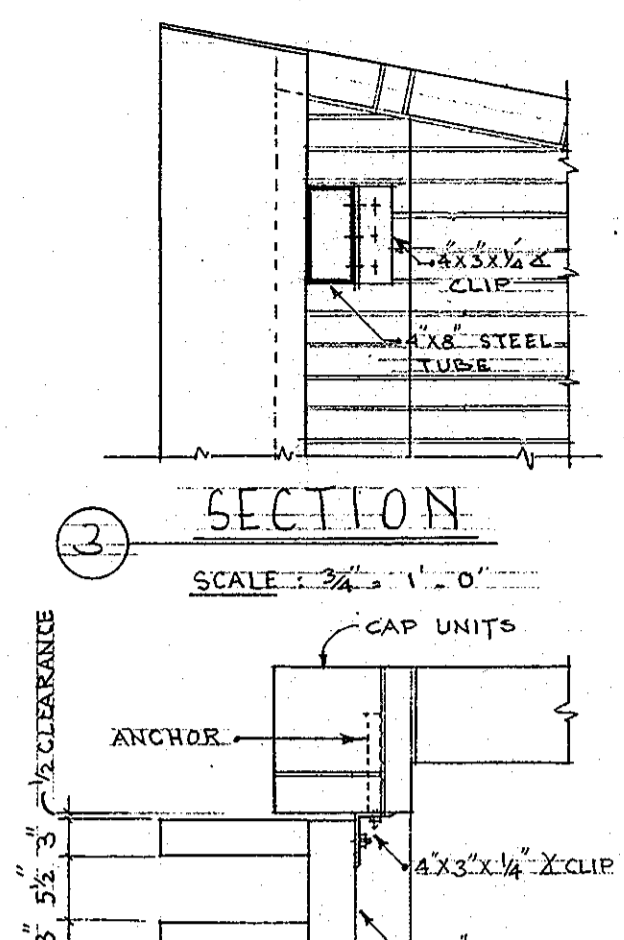 4"x3"x1/4" ∠
CLIP
4"x8" STEEL
TUBE
3
SECTION
SCALE : 3/4" = 1'-0"
CAP UNITS
1/2 CLEARANCE
ANCHOR
3"
5 1/2"
4"x3"x1/4" ∠ CLIP